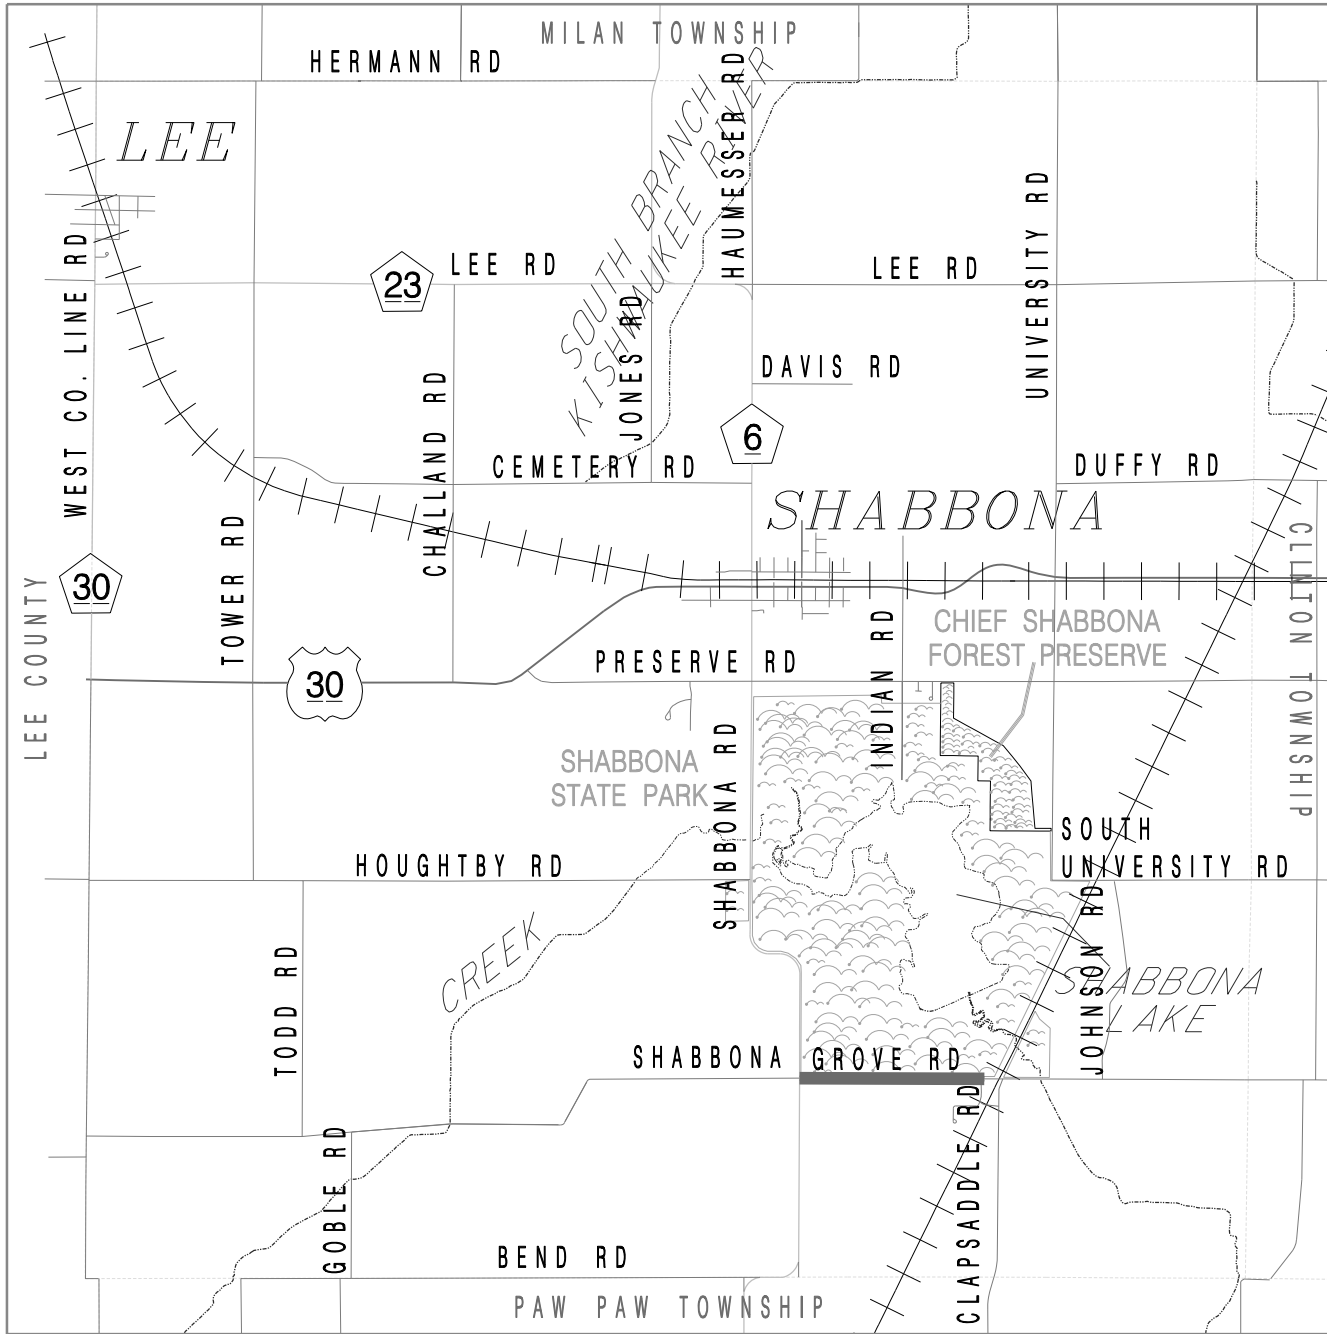 MILAN TOWNSHIP
HERMANN RD
HAUMESSER RD
SOUTH BRANCH
KISHWAUKEE RIVER
LEE
UNIVERSITY RD
WEST CO. LINE RD
23
LEE RD
LEE RD
JONES RD
DAVIS RD
CHALLAND RD
6
CEMETERY RD
DUFFY RD
SHABBONA
TOWER RD
CLINTON TOWNSHIP
30
LEE COUNTY
INDIAN RD
CHIEF SHABBONA
FOREST PRESERVE
PRESERVE RD
30
SHABBONA RD
SHABBONA
STATE PARK
SOUTH
UNIVERSITY RD
HOUGHTBY RD
JOHNSON RD
CREEK
TODD RD
SHABBONA
LAKE
SHABBONA GROVE RD
CLAPSADDLE RD
GOBLE RD
BEND RD
PAW PAW TOWNSHIP